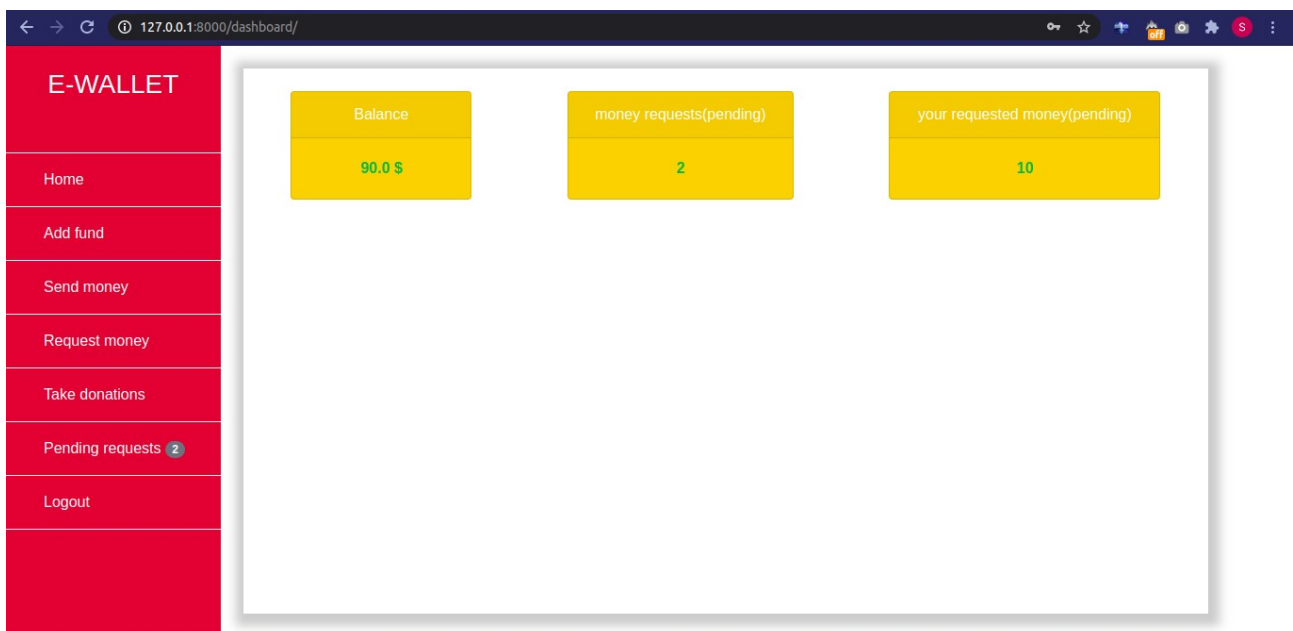 127.0.0.1:8000/dashboard/
off
S
E-WALLET
Home
Add fund
Send money
Request money
Take donations
Pending requests 2
Logout
Balance
90.0 $
money requests(pending)
2
your requested money(pending)
10